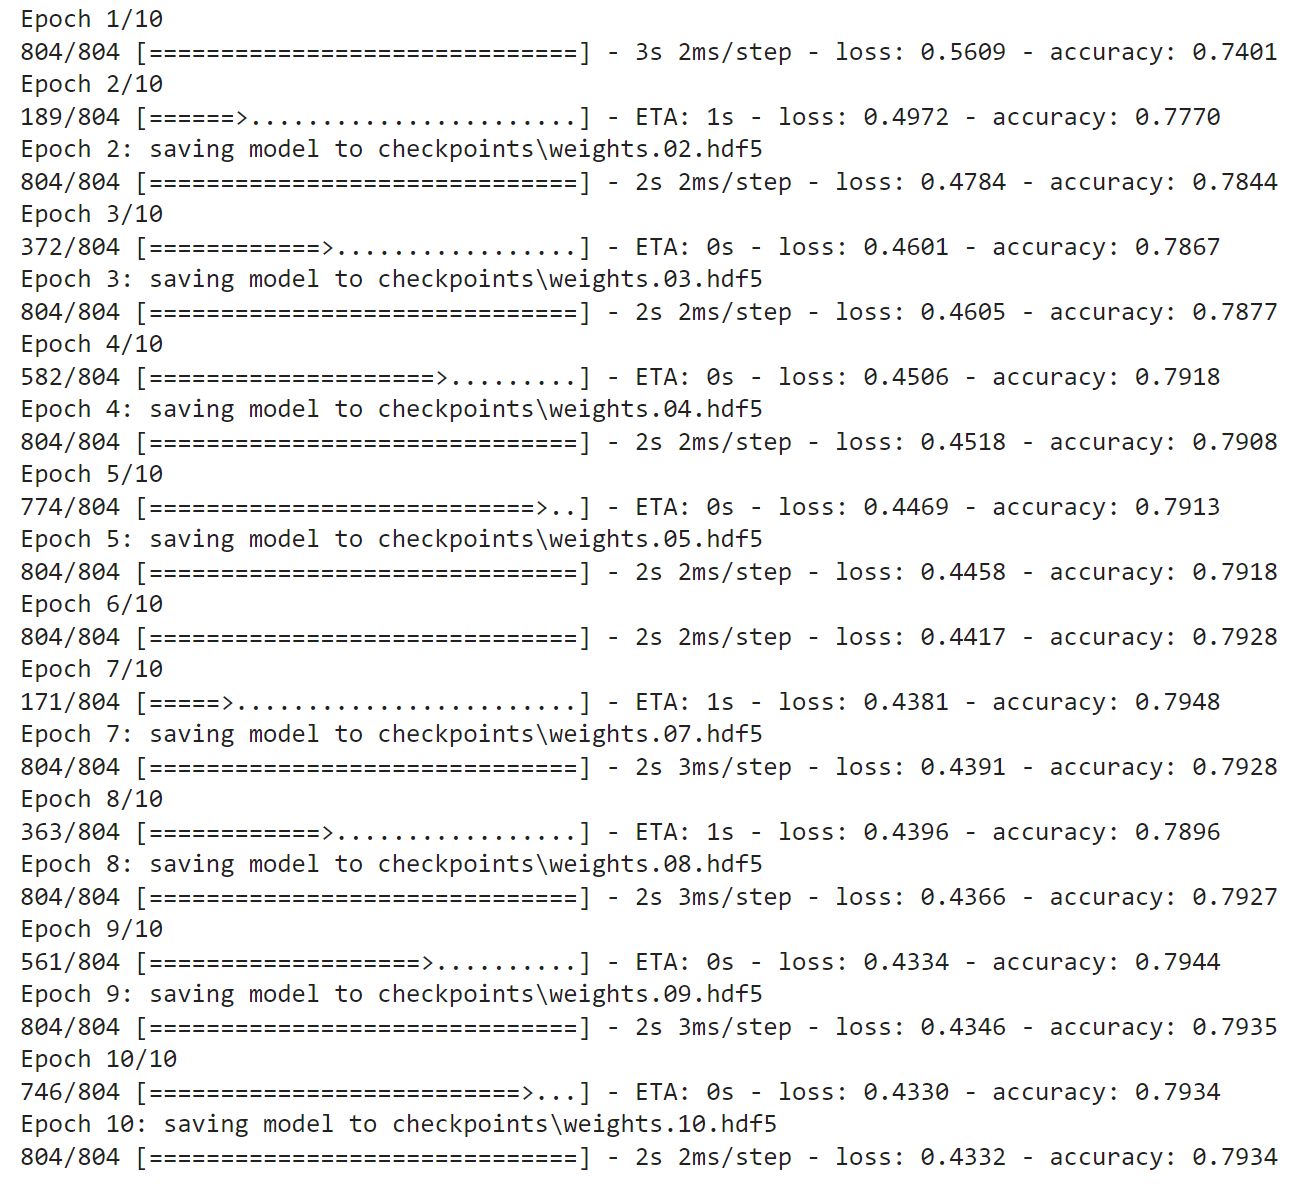 Epoch 1/10
804/804 [==============================] - 3s 2ms/step - loss: 0.5609 - accuracy: 0.7401
Epoch 2/10
189/804 [======>.......................] - ETA: 1s - loss: 0.4972 - accuracy: 0.7770
Epoch 2: saving model to checkpoints\weights.02.hdf5
804/804 [==============================] - 2s 2ms/step - loss: 0.4784 - accuracy: 0.7844
Epoch 3/10
372/804 [============>.................] - ETA: 0s - loss: 0.4601 - accuracy: 0.7867
Epoch 3: saving model to checkpoints\weights.03.hdf5
804/804 [==============================] - 2s 2ms/step - loss: 0.4605 - accuracy: 0.7877
Epoch 4/10
582/804 [====================>.........] - ETA: 0s - loss: 0.4506 - accuracy: 0.7918
Epoch 4: saving model to checkpoints\weights.04.hdf5
804/804 [==============================] - 2s 2ms/step - loss: 0.4518 - accuracy: 0.7908
Epoch 5/10
774/804 [===========================>..] - ETA: 0s - loss: 0.4469 - accuracy: 0.7913
Epoch 5: saving model to checkpoints\weights.05.hdf5
804/804 [==============================] - 2s 2ms/step - loss: 0.4458 - accuracy: 0.7918
Epoch 6/10
804/804 [==============================] - 2s 2ms/step - loss: 0.4417 - accuracy: 0.7928
Epoch 7/10
171/804 [=====>........................] - ETA: 1s - loss: 0.4381 - accuracy: 0.7948
Epoch 7: saving model to checkpoints\weights.07.hdf5
804/804 [==============================] - 2s 3ms/step - loss: 0.4391 - accuracy: 0.7928
Epoch 8/10
363/804 [============>.................] - ETA: 1s - loss: 0.4396 - accuracy: 0.7896
Epoch 8: saving model to checkpoints\weights.08.hdf5
804/804 [==============================] - 2s 3ms/step - loss: 0.4366 - accuracy: 0.7927
Epoch 9/10
561/804 [===================>..........] - ETA: 0s - loss: 0.4334 - accuracy: 0.7944
Epoch 9: saving model to checkpoints\weights.09.hdf5
804/804 [==============================] - 2s 3ms/step - loss: 0.4346 - accuracy: 0.7935
Epoch 10/10
746/804 [==========================>...] - ETA: 0s - loss: 0.4330 - accuracy: 0.7934
Epoch 10: saving model to checkpoints\weights.10.hdf5
804/804 [==============================] - 2s 2ms/step - loss: 0.4332 - accuracy: 0.7934